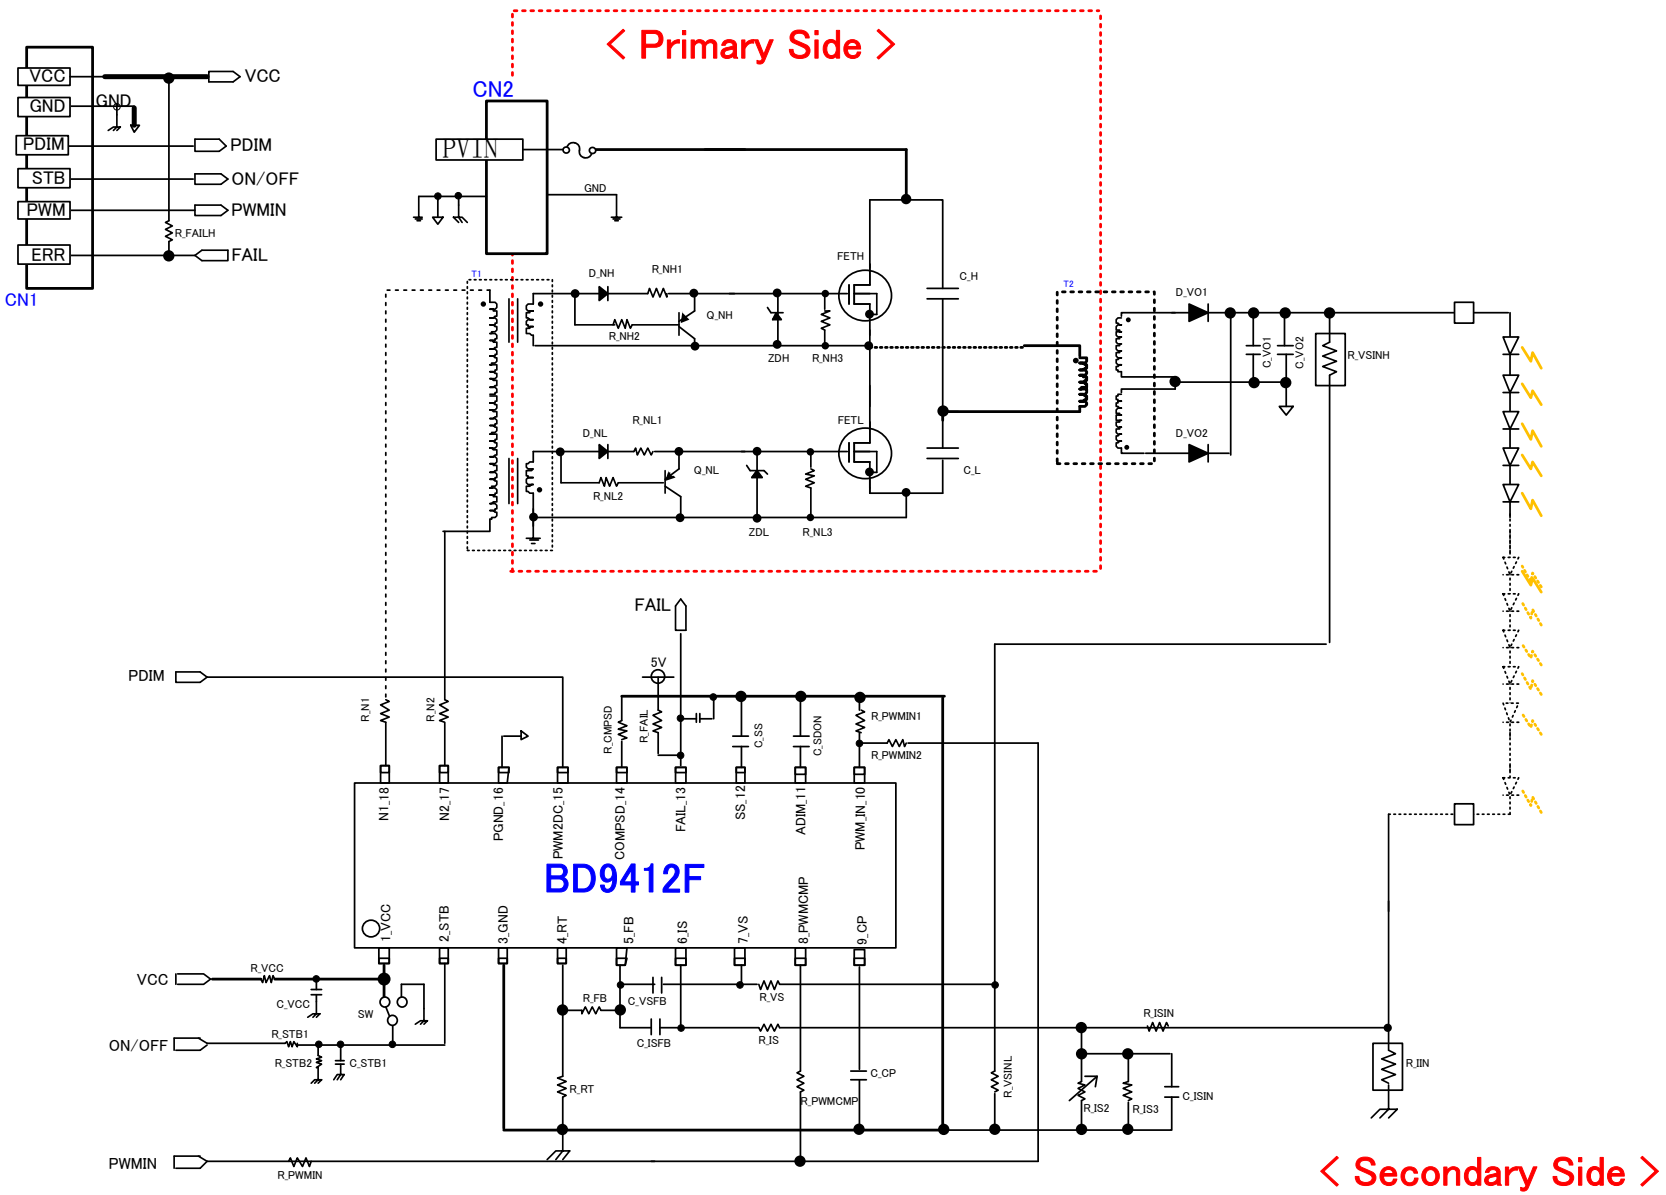 < Primary Side >
VCC
VCC
GND
GND
PDIM
PDIM
STB
ON/OFF
PWM
PWMIN
R_FAILH
ERR
FAIL
CN1
CN2
PVIN
GND
T1
D_NH
R_NH1
Q_NH
R_NH2
ZDH
R_NH3
FETH
C_H
D_NL
R_NL1
Q_NL
R_NL2
ZDL
R_NL3
FETL
C_L
T2
D_VO1
C_VO1
C_VO2
R_VSINH
D_VO2
FAIL
5V
PDIM
R_N1
R_N2
R_CMPSD
R_FAIL
C_SS
C_SDON
R_PWMIN1
R_PWMIN2
N1_18
N2_17
PGND_16
PWM2DC_15
COMPSD_14
FAIL_13
SS_12
ADIM_11
PWM_IN_10
BD9412F
1_VCC
2_STB
3_GND
4_RT
5_FB
6_IS
7_VS
8_PWMCMP
9_CP
VCC
R_VCC
C_VCC
SW
ON/OFF
R_STB1
R_STB2
C_STB1
R_FB
C_VSFB
R_VS
C_ISFB
R_IS
R_ISIN
R_RT
R_PWMCMP
C_CP
R_VSINL
R_IS2
R_IS3
C_ISIN
R_IIN
PWMIN
R_PWMIN
< Secondary Side >